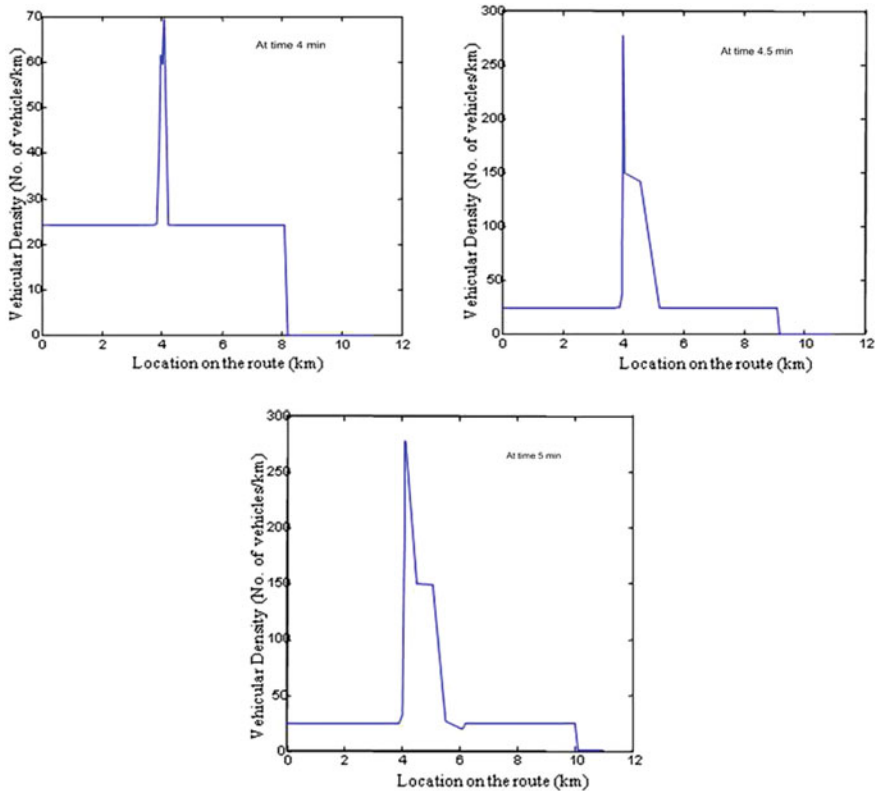 70
60
50
40
30
20
10
0
Vehicular Density (No. of vehicles/km)
At time 4 min
0 2 4 6 8 10 12
Location on the route (km)
300
250
200
150
100
50
0
Vehicular Density (No. of vehicles/km)
At time 4.5 min
0 2 4 6 8 10 12
Location on the route (km)
300
250
200
150
100
50
0
Vehicular Density (No. of vehicles/km)
At time 5 min
0 2 4 6 8 10 12
Location on the route (km)